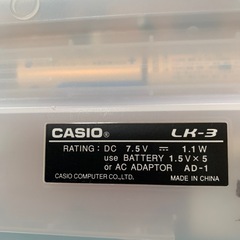 CASIO® LK-3
RATING: DC 7.5V ⎓ 1.1W
use BATTERY 1.5V×5
or AC ADAPTOR AD-1
CASIO COMPUTER CO.,LTD. MADE IN CHINA